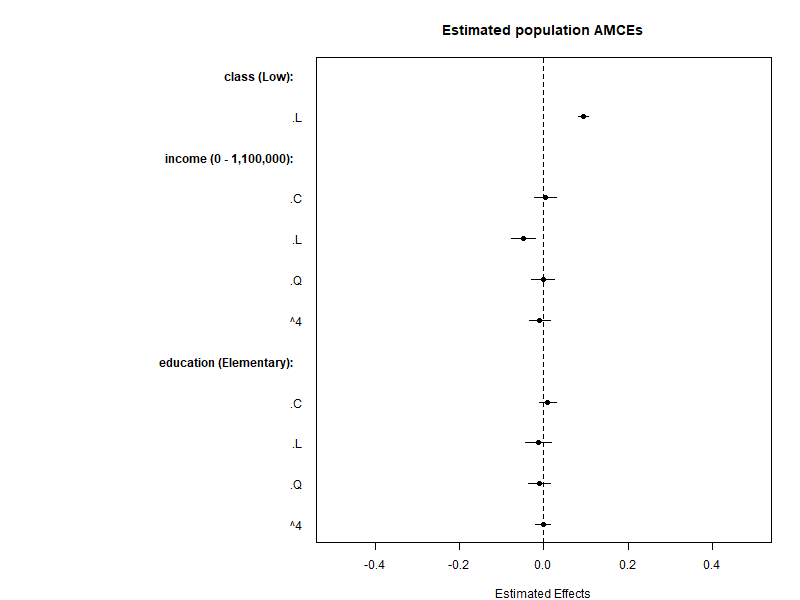 Estimated population AMCEs
class (Low):
.L
income (0 - 1,100,000):
.C
.L
.Q
^4
education (Elementary):
.C
.L
.Q
^4
-0.4 -0.2 0.0 0.2 0.4
Estimated Effects